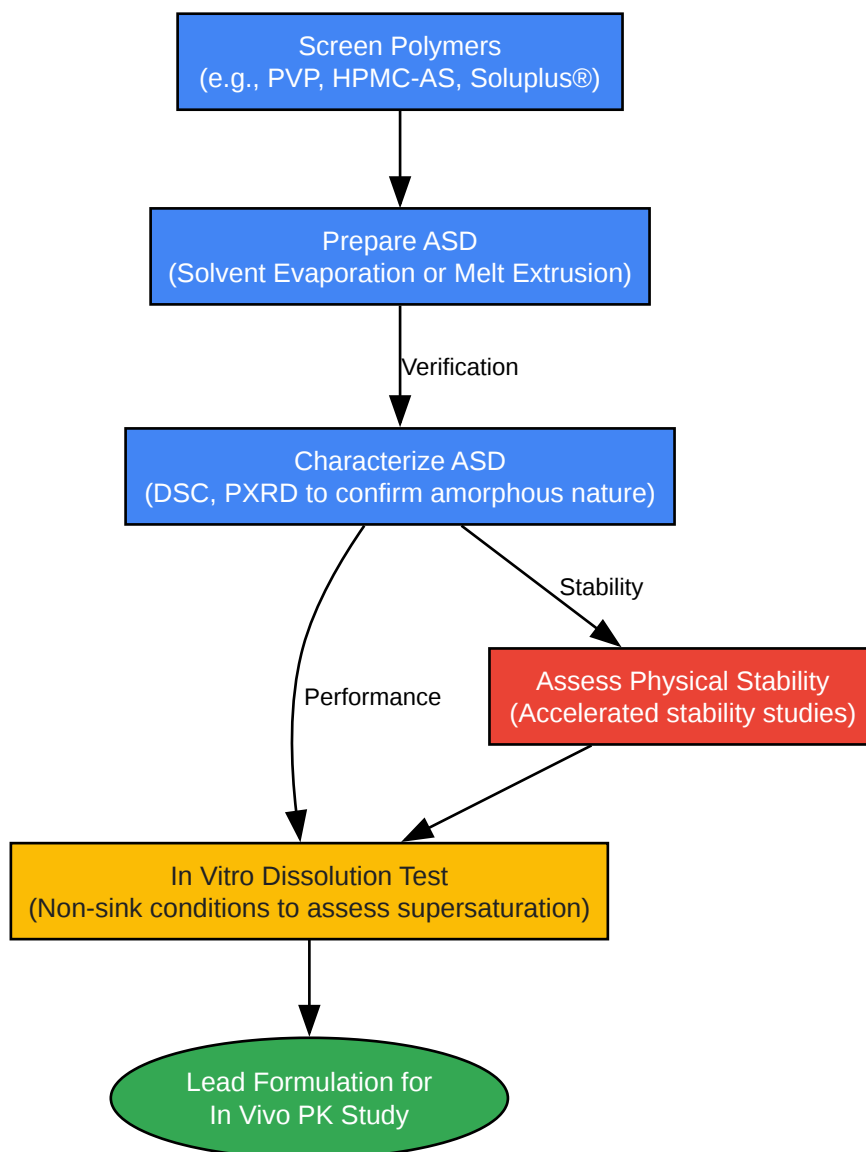 Screen Polymers
(e.g., PVP, HPMC-AS, Soluplus®)
Prepare ASD
(Solvent Evaporation or Melt Extrusion)
Verification
Characterize ASD
(DSC, PXRD to confirm amorphous nature)
Stability
Assess Physical Stability
(Accelerated stability studies)
Performance
In Vitro Dissolution Test
(Non-sink conditions to assess supersaturation)
Lead Formulation for
In Vivo PK Study